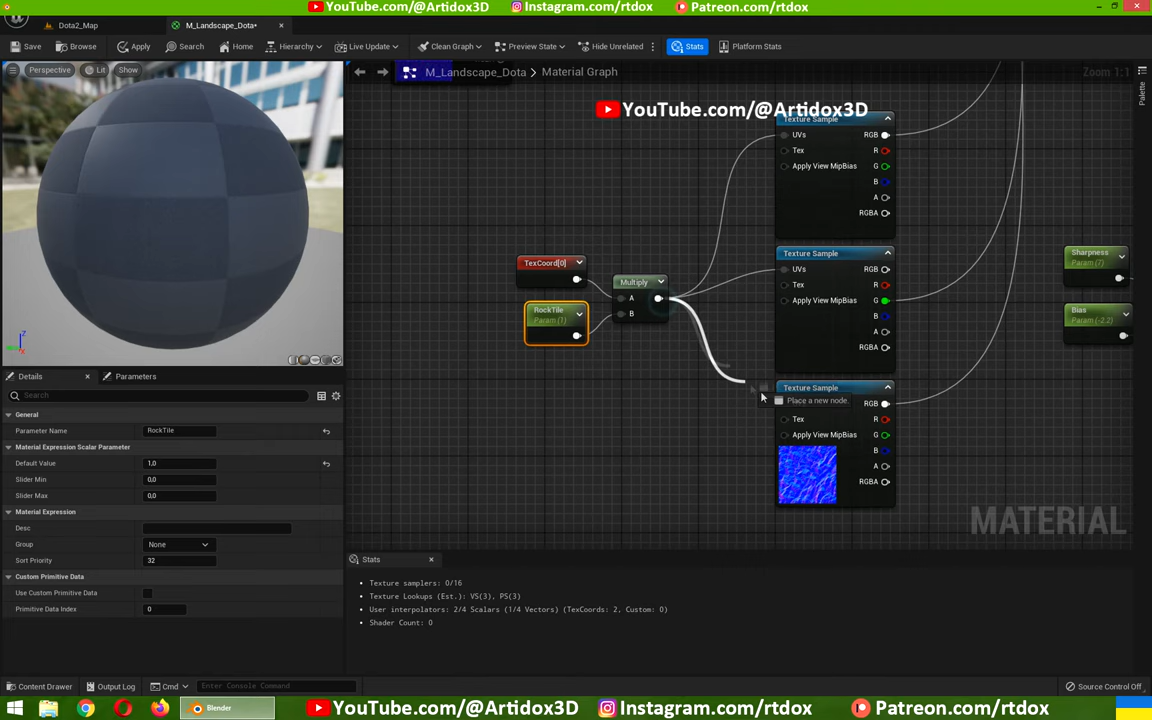 YouTube.com/@Artidox3D Instagram.com/rtdox Patreon.com/rtdox
Dota2_Map M_Landscape_Dota*
Save Browse Apply Search Home Hierarchy Live Update Clean Graph Preview State Hide Unrelated Stats Platform Stats
Perspective Lit Show
M_Landscape_Dota Material Graph Zoom 1:1
Palette
YouTube.com/@Artidox3D
Texture Sample
UVs RGB
Tex R
Apply View MipBias G
B
A
RGBA
TexCoord[0]
RockTile
Param (1)
Multiply
A
B
Texture Sample
UVs RGB
Tex R
Apply View MipBias G
B
A
RGBA
Sharpness
Param (7)
Bias
Param (-2.2)
Texture Sample
RGB
Place a new node.
Tex R
Apply View MipBias G
B
A
RGBA
MATERIAL
Details Parameters
Search
General
Parameter Name RockTile
Material Expression Scalar Parameter
Default Value 1,0
Slider Min 0,0
Slider Max 0,0
Material Expression
Desc
Group None
Sort Priority 32
Custom Primitive Data
Use Custom Primitive Data
Primitive Data Index 0
Stats
Texture samplers: 0/16
Texture Lookups (Est.): VS(3), PS(3)
User interpolators: 2/4 Scalars (1/4 Vectors) (TexCoords: 2, Custom: 0)
Shader Count: 0
Content Drawer Output Log Cmd Enter Console Command Source Control Off
Blender YouTube.com/@Artidox3D Instagram.com/rtdox Patreon.com/rtdox